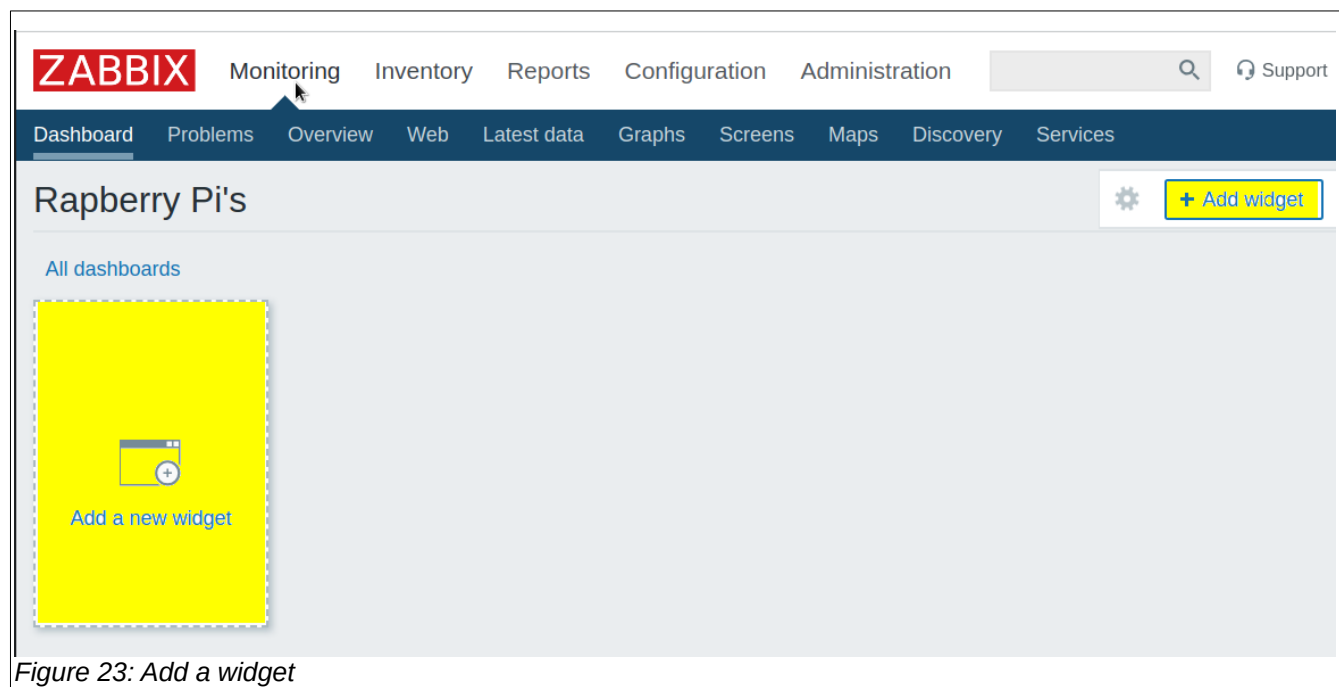 ZABBIX Monitoring Inventory Reports Configuration Administration Support
Dashboard Problems Overview Web Latest data Graphs Screens Maps Discovery Services
Rapberry Pi's + Add widget
All dashboards
Add a new widget
Figure 23: Add a widget